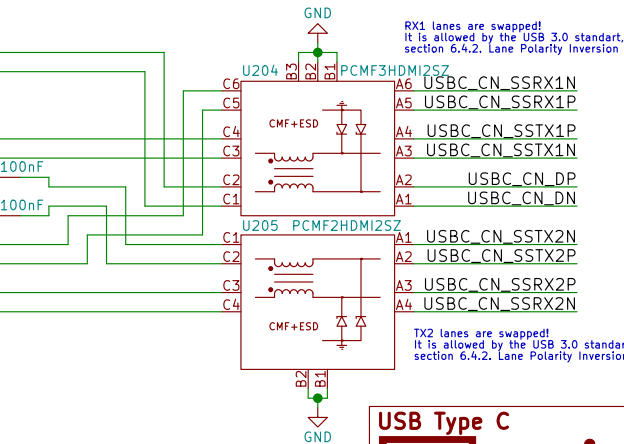 GND
RX1 lanes are swapped!
It is allowed by the USB 3.0 standart,
section 6.4.2. Lane Polarity Inversion
U204 B3 B2 B1 PCMF3HDMI2SZ
C6 A6 USBC_CN_SSRX1N
C5 A5 USBC_CN_SSRX1P
CMF+ESD
C4 A4 USBC_CN_SSTX1P
C3 A3 USBC_CN_SSTX1N
100nF
C2 A2 USBC_CN_DP
C1 A1 USBC_CN_DN
100nF
U205 PCMF2HDMI2SZ
C1 A1 USBC_CN_SSTX2N
C2 A2 USBC_CN_SSTX2P
C3 A3 USBC_CN_SSRX2P
C4 A4 USBC_CN_SSRX2N
CMF+ESD
TX2 lanes are swapped!
It is allowed by the USB 3.0 standar
section 6.4.2. Lane Polarity Inversio
B2 B1
USB Type C
GND